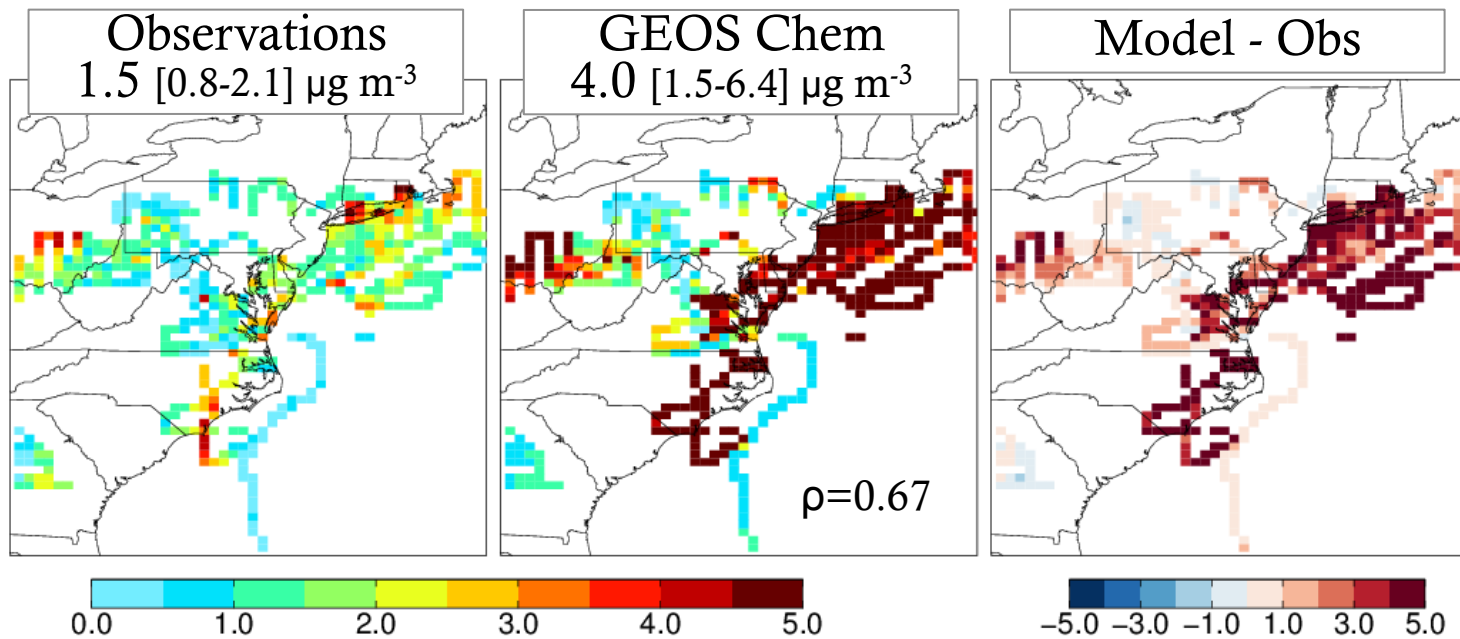 Observations
1.5 [0.8-2.1] µg m-3
GEOS Chem
4.0 [1.5-6.4] µg m-3
Model - Obs
ρ=0.67
0.0 1.0 2.0 3.0 4.0 5.0
−5.0 −3.0 −1.0 1.0 3.0 5.0